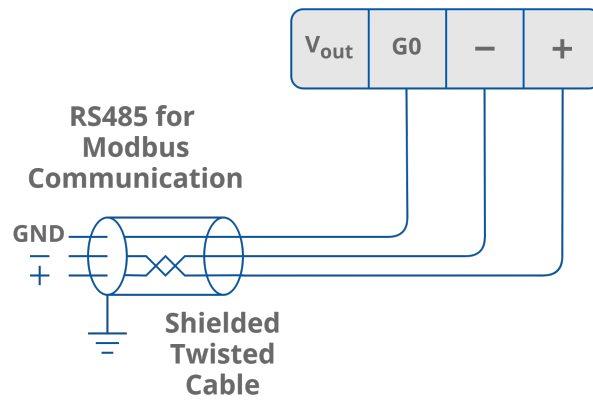 Vout G0 − +
RS485 for
Modbus
Communication
GND
−
+
Shielded
Twisted
Cable